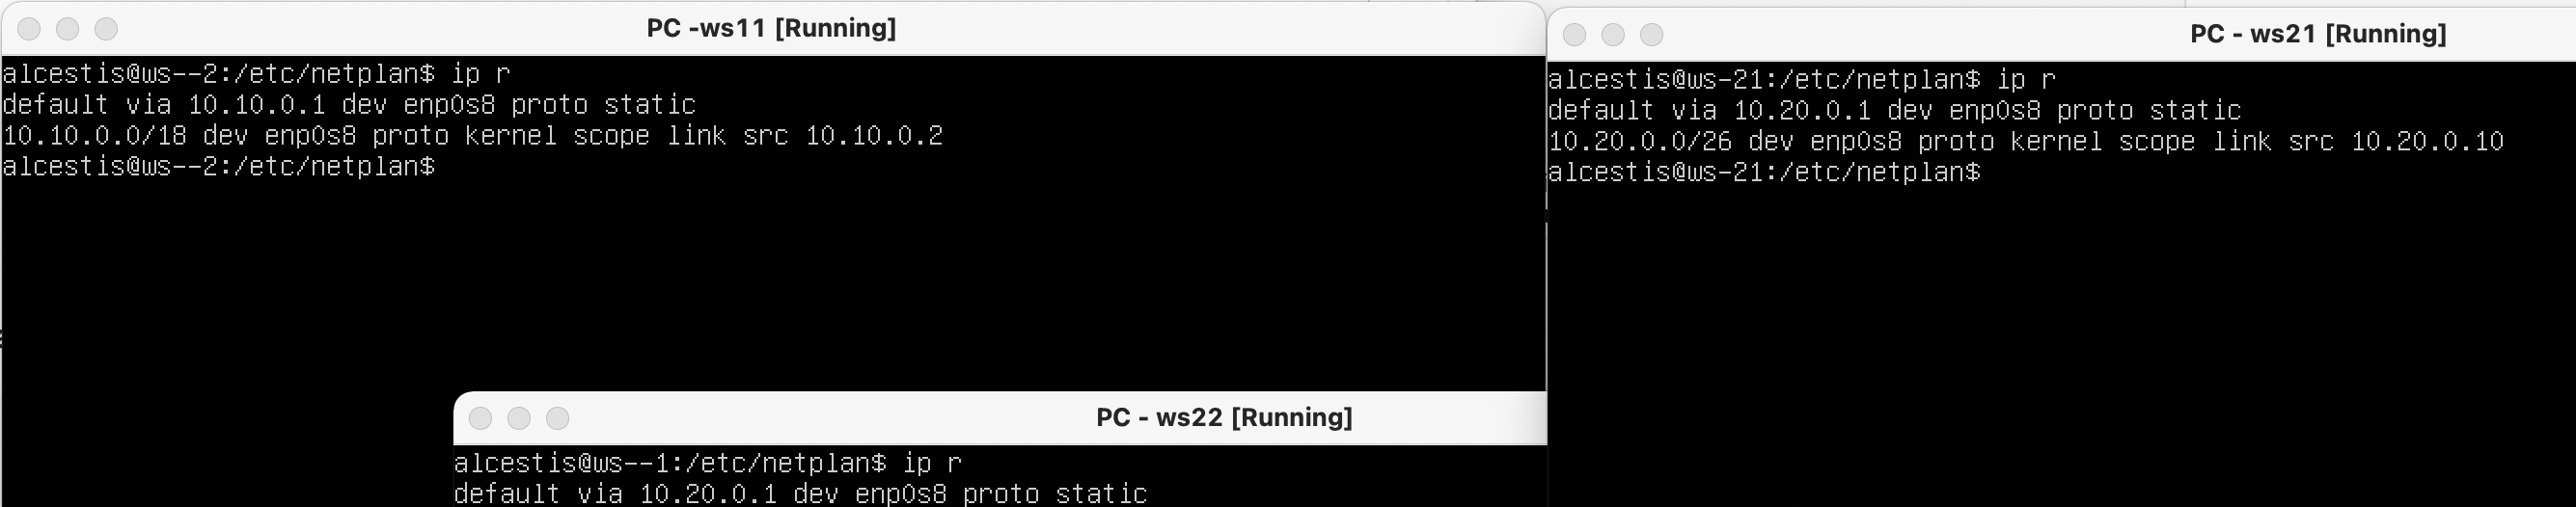 PC -ws11 [Running]
alcestis@ws--2:/etc/netplan$ ip r
default via 10.10.0.1 dev enp0s8 proto static
10.10.0.0/18 dev enp0s8 proto kernel scope link src 10.10.0.2
alcestis@ws--2:/etc/netplan$
PC - ws21 [Running]
alcestis@ws-21:/etc/netplan$ ip r
default via 10.20.0.1 dev enp0s8 proto static
10.20.0.0/26 dev enp0s8 proto kernel scope link src 10.20.0.10
alcestis@ws-21:/etc/netplan$
PC - ws22 [Running]
alcestis@ws--1:/etc/netplan$ ip r
default via 10.20.0.1 dev enp0s8 proto static